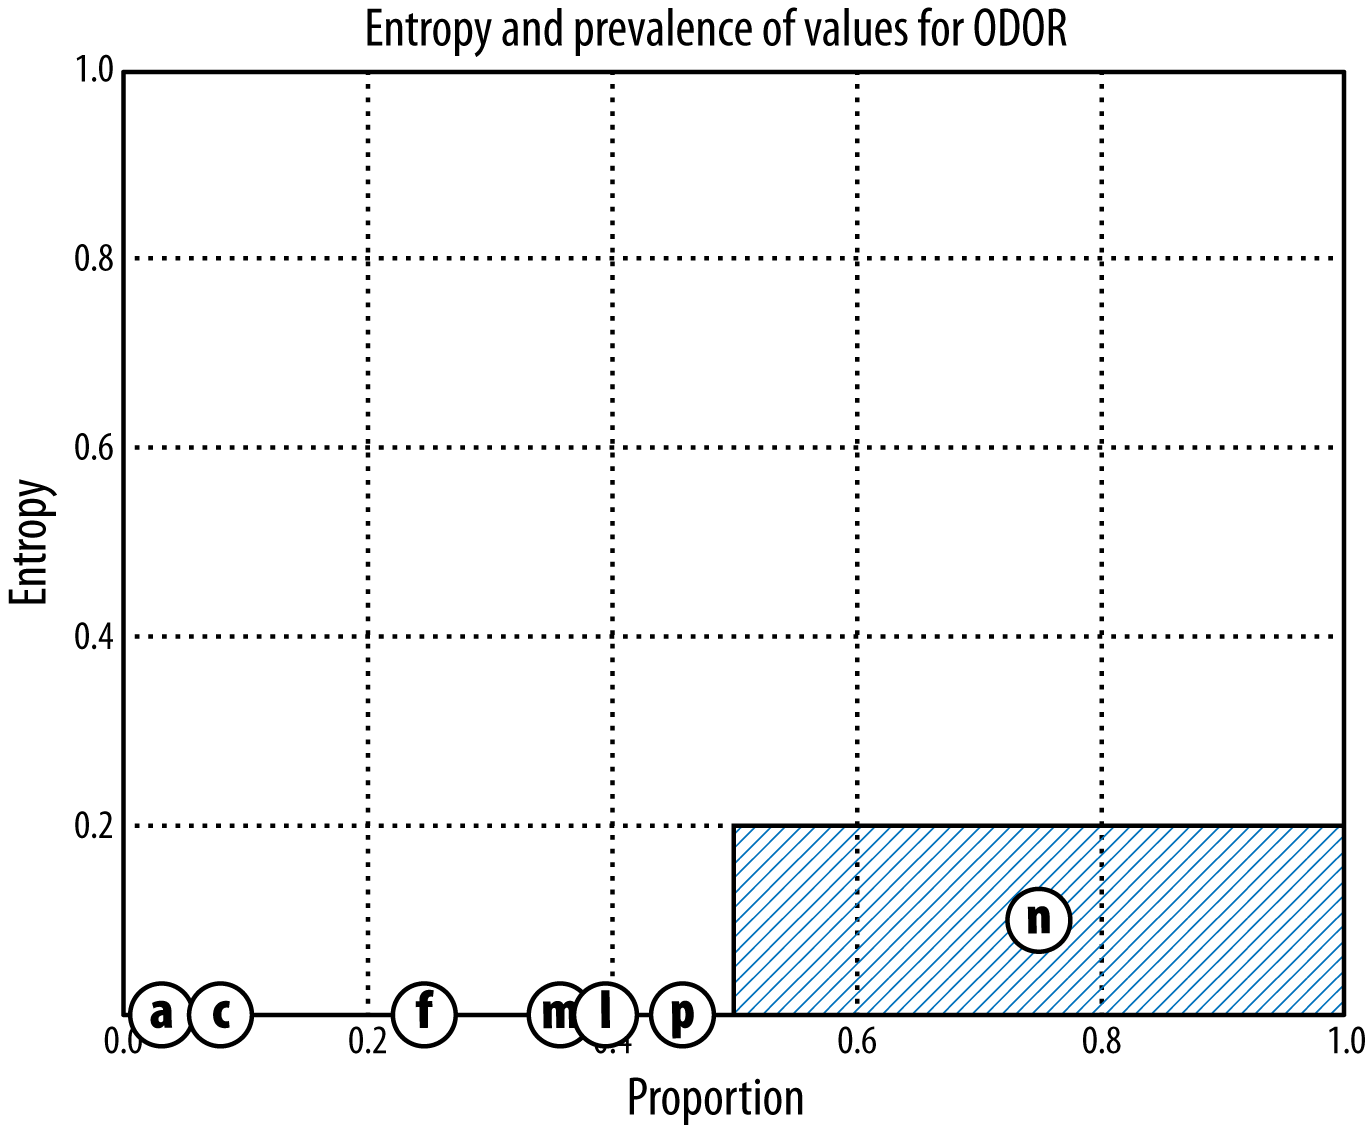 Entropy and prevalence of values for ODOR
1.0
0.8
0.6
0.4
0.2
Entropy
n
a c f m l p
0.0 0.2 0.4 0.6 0.8 1.0
Proportion